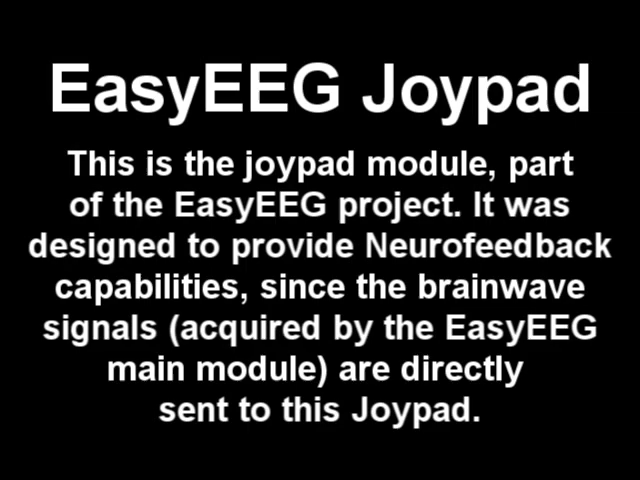 EasyEEG Joypad
This is the joypad module, part
of the EasyEEG project. It was
designed to provide Neurofeedback
capabilities, since the brainwave
signals (acquired by the EasyEEG
main module) are directly
sent to this Joypad.